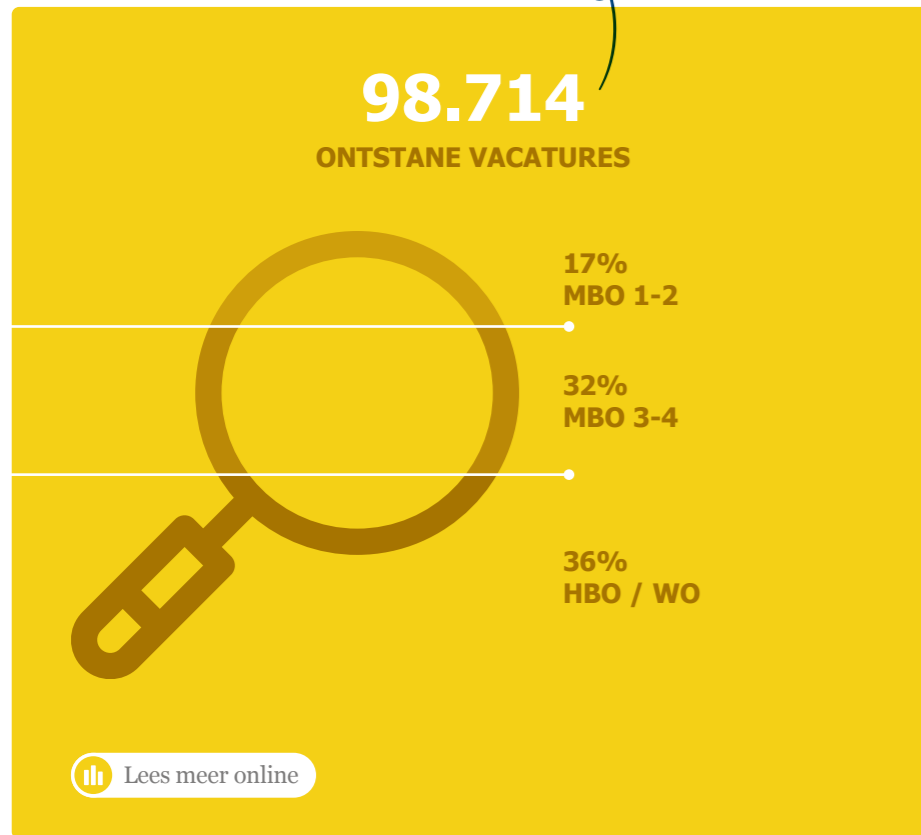 98.714
ONTSTANE VACATURES
17%
MBO 1-2
32%
MBO 3-4
36%
HBO / WO
Lees meer online